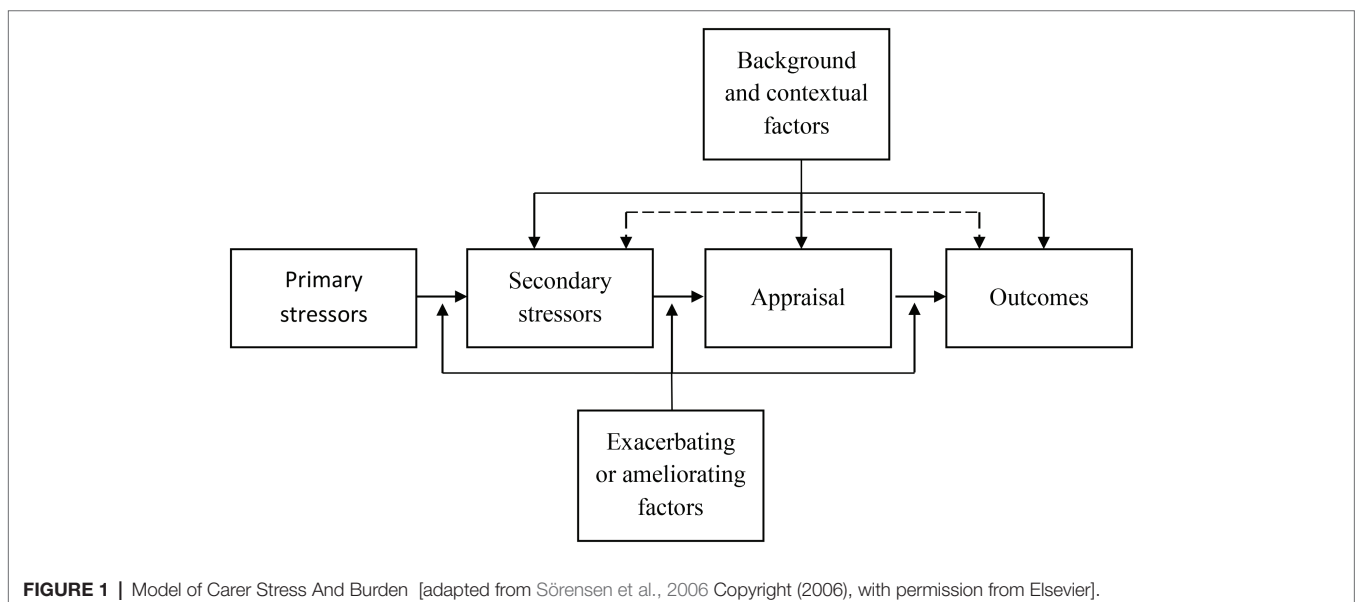 Background
and contextual
factors
Primary
stressors
Secondary
stressors
Appraisal
Outcomes
Exacerbating
or ameliorating
factors
FIGURE 1 | Model of Carer Stress And Burden [adapted from Sörensen et al., 2006 Copyright (2006), with permission from Elsevier].